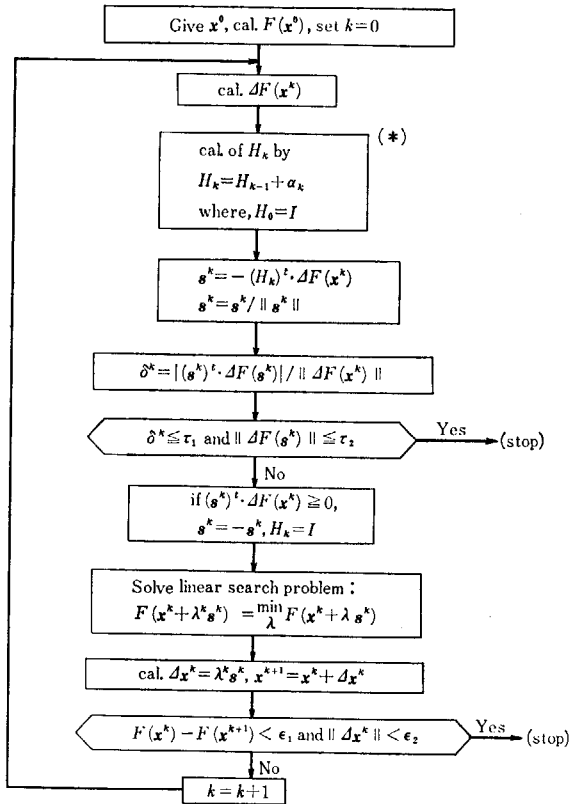 Give x⁰, cal. F(x⁰), set k=0
cal. ΔF(xᵏ)
(*)
cal. of Hₖ by
Hₖ=Hₖ₋₁+αₖ
where, H₀=I
sᵏ=−(Hₖ)ᵗ·ΔF(xᵏ)
sᵏ=sᵏ/‖sᵏ‖
δᵏ=|(sᵏ)ᵗ·ΔF(sᵏ)|/‖ΔF(xᵏ)‖
δᵏ≦τ₁ and‖ΔF(sᵏ)‖≦τ₂
Yes
(stop)
No
if (sᵏ)ᵗ·ΔF(xᵏ)≧0,
sᵏ=−sᵏ, Hₖ=I
Solve linear search problem:
F(xᵏ+λᵏsᵏ) =min_λ F(xᵏ+λsᵏ)
cal. Δxᵏ=λᵏsᵏ, xᵏ⁺¹=xᵏ+Δxᵏ
F(xᵏ)−F(xᵏ⁺¹)<ϵ₁ and‖Δxᵏ‖<ϵ₂
Yes
(stop)
No
k=k+1